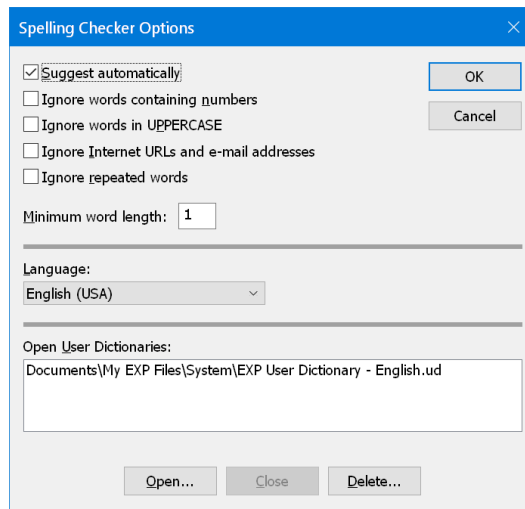 Spelling Checker Options
Suggest automatically
OK
Ignore words containing numbers
Cancel
Ignore words in UPPERCASE
Ignore Internet URLs and e-mail addresses
Ignore repeated words
Minimum word length: 1
Language:
English (USA)
Open User Dictionaries:
Documents\My EXP Files\System\EXP User Dictionary - English.ud
Open... Close Delete...